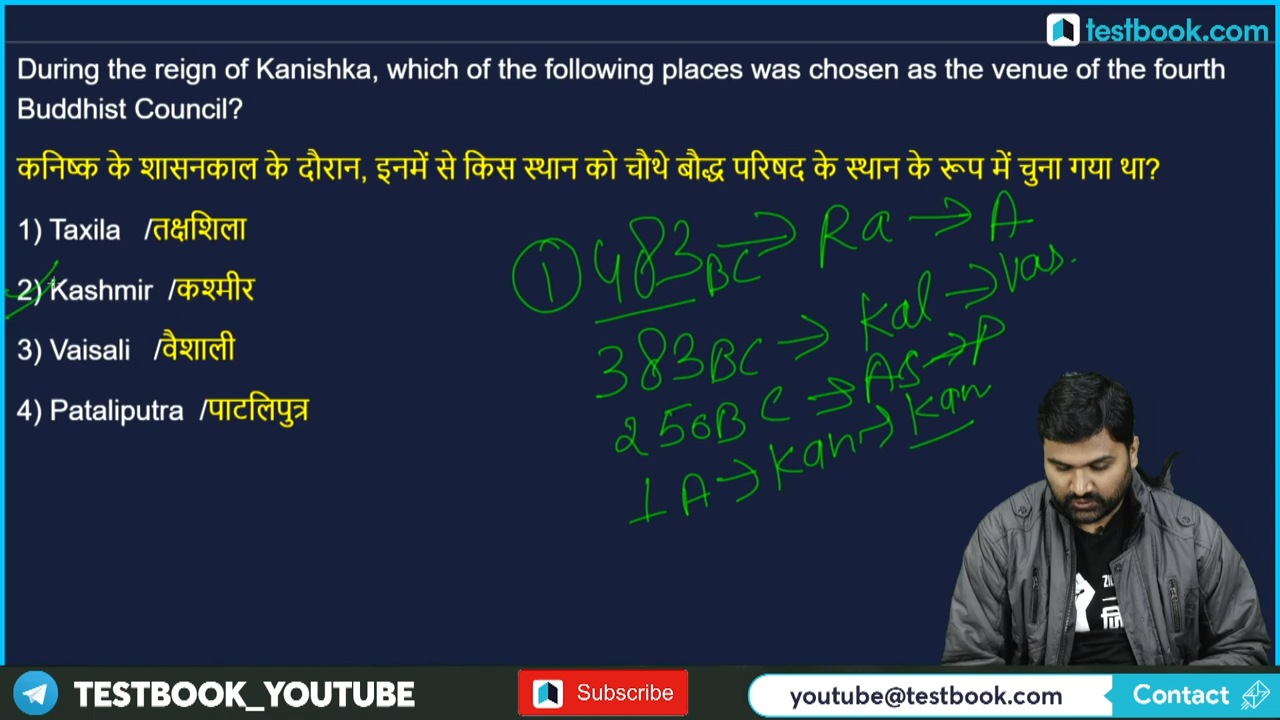 testbook.com
During the reign of Kanishka, which of the following places was chosen as the venue of the fourth
Buddhist Council?
कनिष्क के शासनकाल के दौरान, इनमें से किस स्थान को चौथे बौद्ध परिषद के स्थान के रूप में चुना गया था?
1) Taxila /तक्षशिला
2) Kashmir /कश्मीर
3) Vaisali /वैशाली
4) Pataliputra /पाटलिपुत्र
① 483 BC → Ra → A
383 BC → Kal → Vas.
250 BC → AS → P
1 A → Kan → Kan
TESTBOOK_YOUTUBE
Subscribe
youtube@testbook.com
Contact